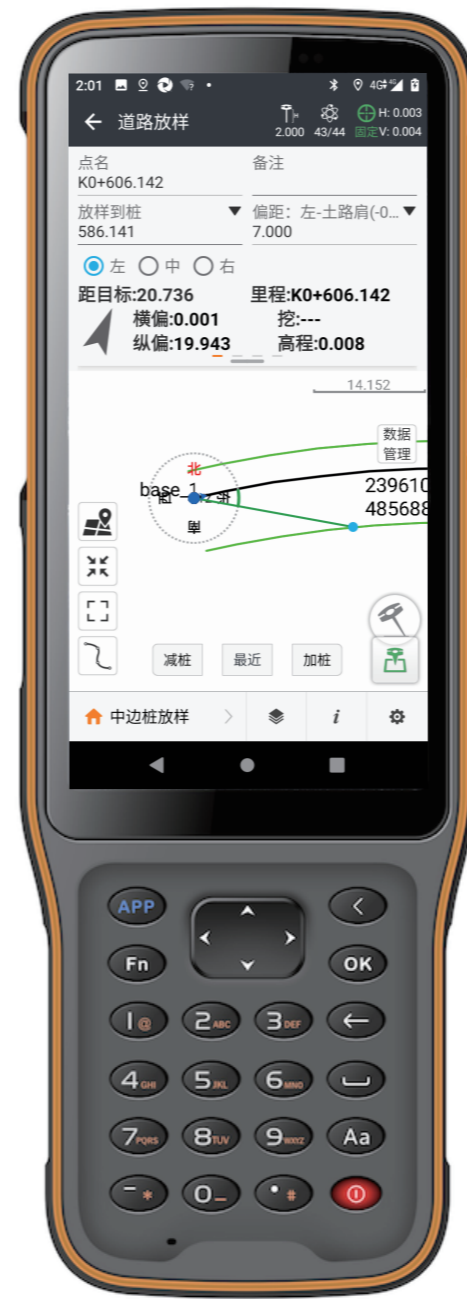 2:01 4G+ 4G
道路放样 2.000 43/44 H: 0.003
固定V: 0.004
点名 备注
K0+606.142
放样到桩 偏距：左-土路肩(-0...
586.141 7.000
左 中 右
距目标:20.736 里程:K0+606.142
横偏:0.001 挖:---
纵偏:19.943 高程:0.008
14.152
数据
管理
北
base_1
239610
485688
南
减桩 最近 加桩
中边桩放样 i
APP
Fn OK
1@ 2ABC 3DEF
4GHI 5JKL 6MNO
7PQRS 8TUV 9WXYZ Aa
-* 0_ .#